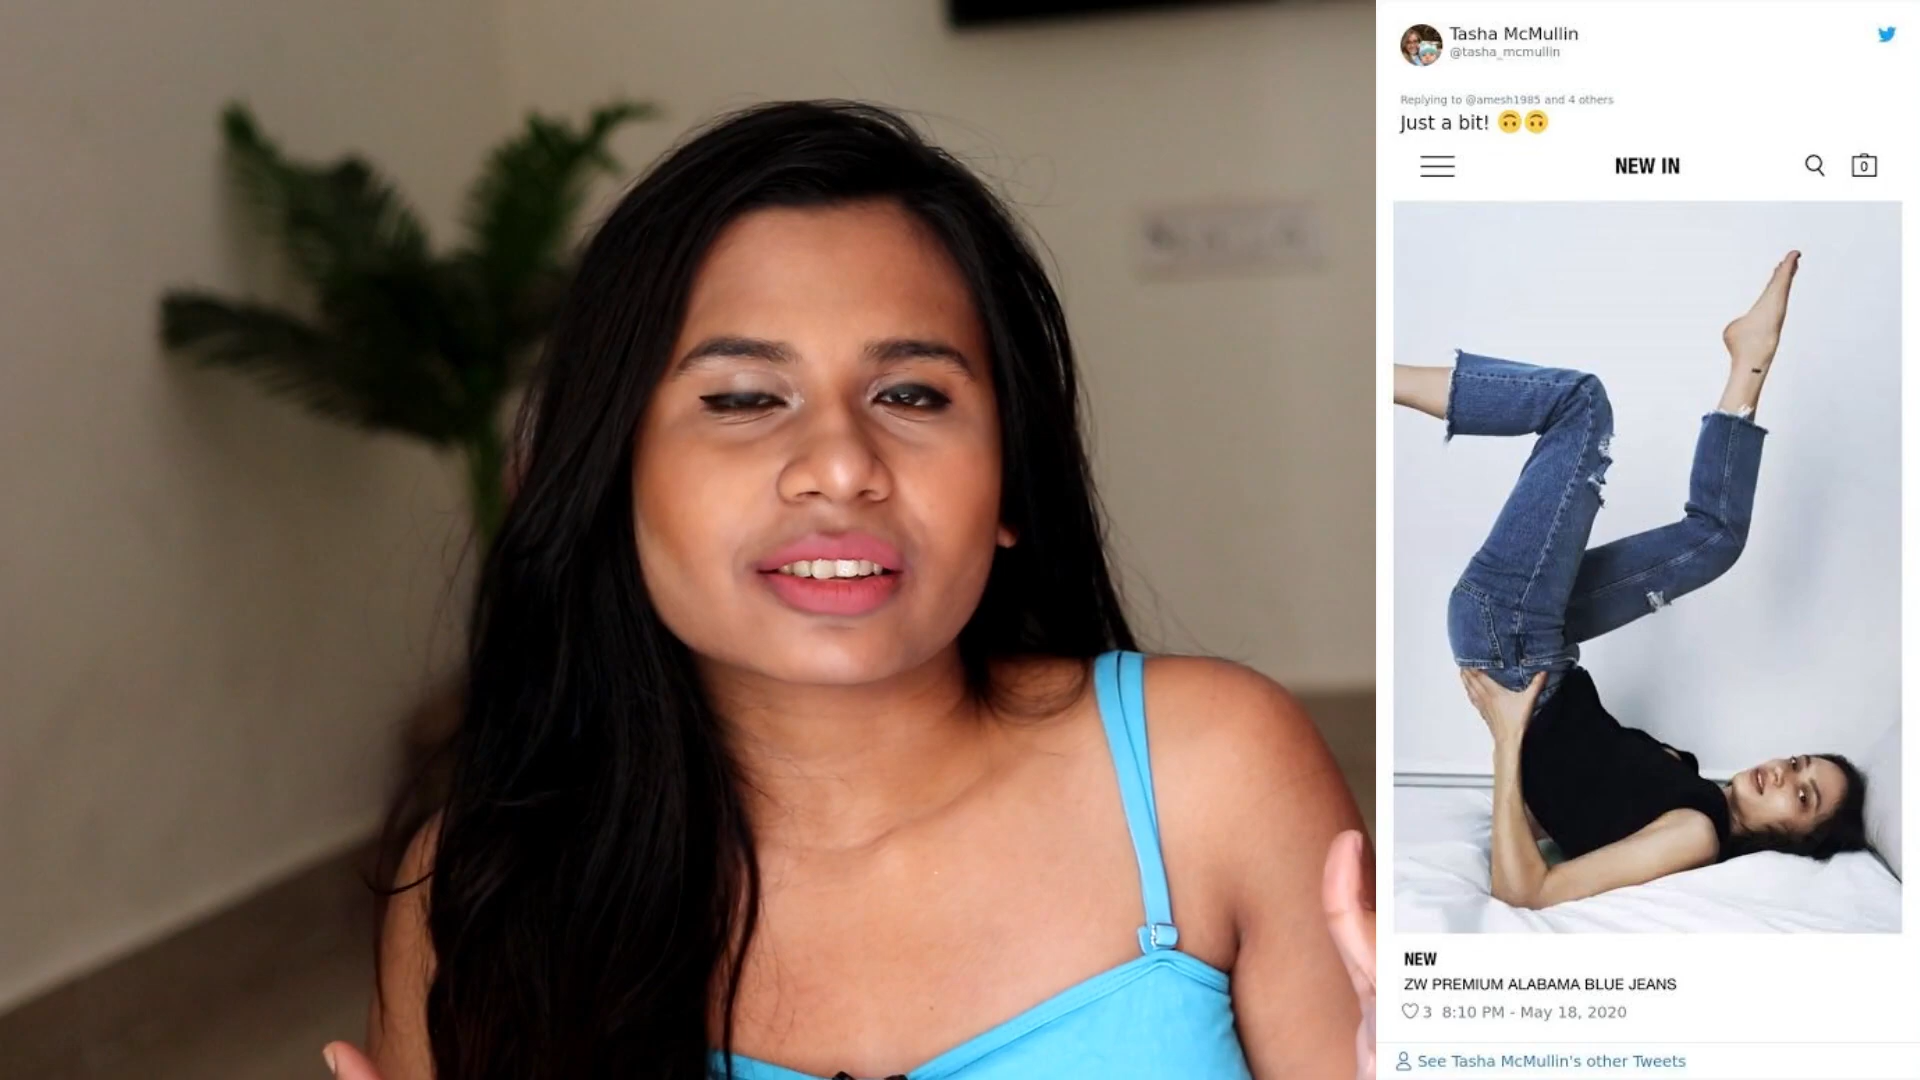 Tasha McMullin
@tasha_mcmullin
Replying to @amesh1985 and 4 others
Just a bit! 🙃🙃
NEW IN
0
NEW
ZW PREMIUM ALABAMA BLUE JEANS
3 8:10 PM - May 18, 2020
See Tasha McMullin's other Tweets